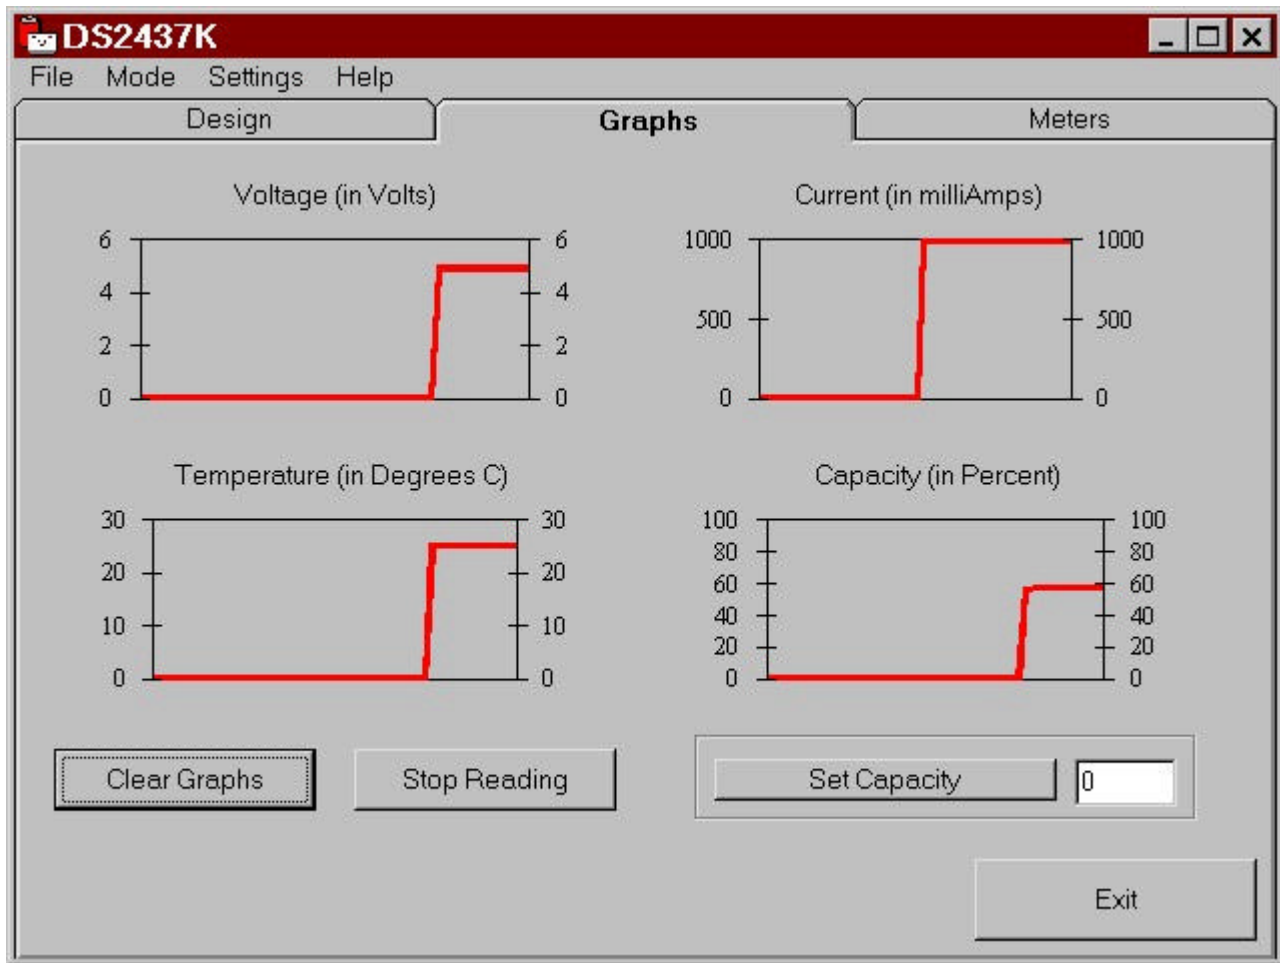 DS2437K
File Mode Settings Help
Design Graphs Meters
Voltage (in Volts)
6 6
4 4
2 2
0 0
Current (in milliAmps)
1000 1000
500 500
0 0
Temperature (in Degrees C)
30 30
20 20
10 10
0 0
Capacity (in Percent)
100 100
80 80
60 60
40 40
20 20
0 0
Clear Graphs Stop Reading Set Capacity 0
Exit